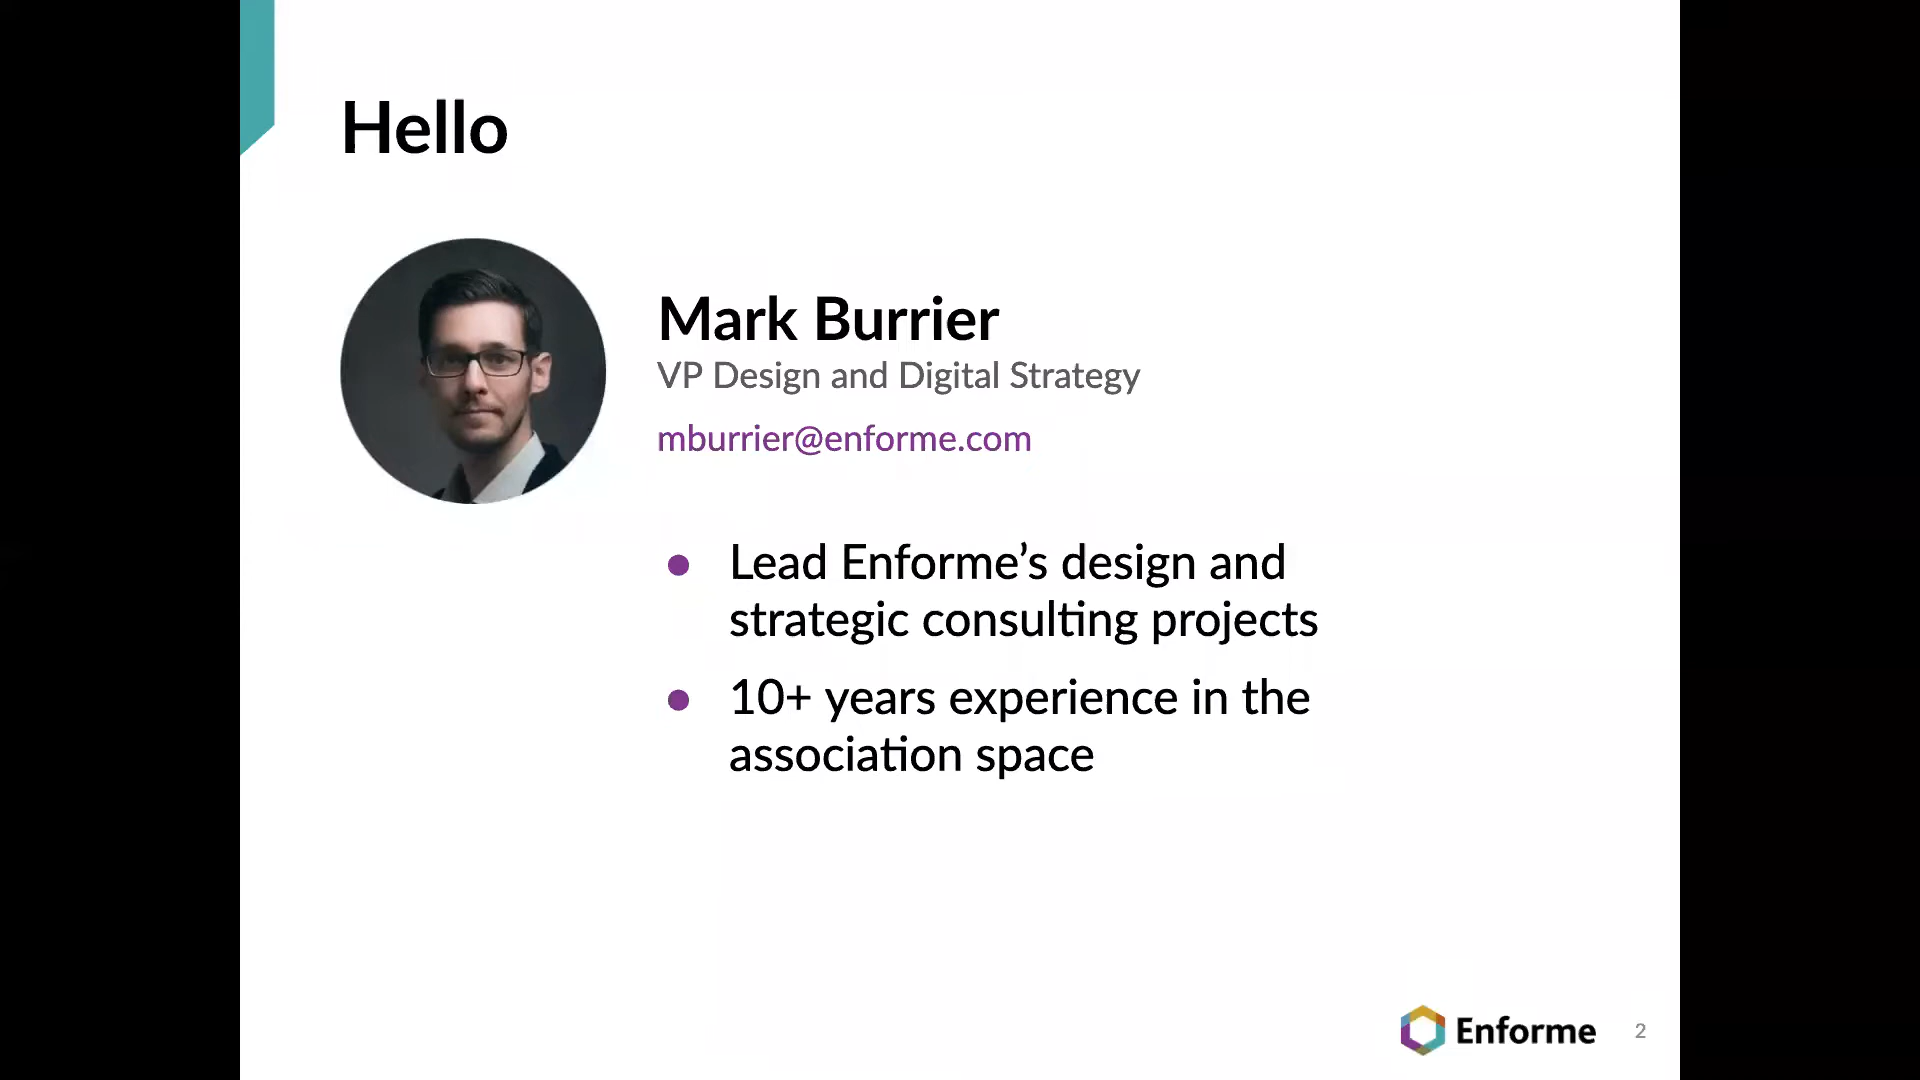 Hello
Mark Burrier
VP Design and Digital Strategy
mburrier@enforme.com
● Lead Enforme’s design and
strategic consulting projects
● 10+ years experience in the
association space
Enforme
2